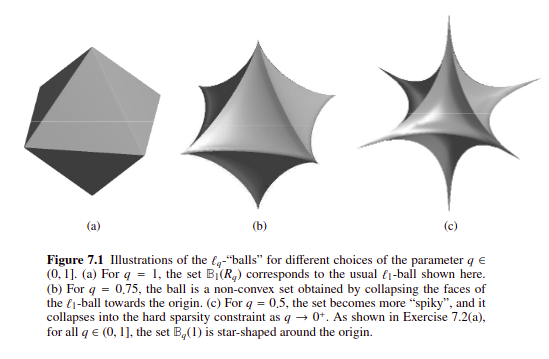 (a) (b) (c)
Figure 7.1 Illustrations of the ℓq-“balls” for different choices of the parameter q ∈
(0, 1]. (a) For q = 1, the set 𝔹1(Rq) corresponds to the usual ℓ1-ball shown here.
(b) For q = 0.75, the ball is a non-convex set obtained by collapsing the faces of
the ℓ1-ball towards the origin. (c) For q = 0.5, the set becomes more “spiky”, and it
collapses into the hard sparsity constraint as q → 0⁺. As shown in Exercise 7.2(a),
for all q ∈ (0, 1], the set 𝔹q(1) is star-shaped around the origin.